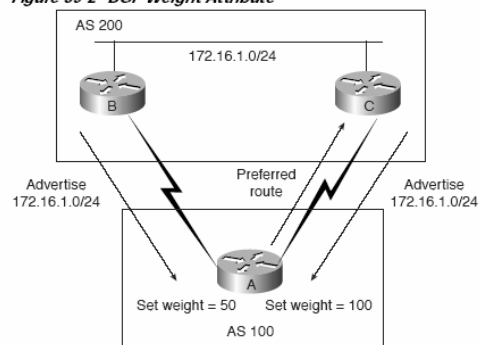 Figure 39-2 BGP Weight Attribute
AS 200
172.16.1.0/24
B
C
Advertise
172.16.1.0/24
Preferred
route
Advertise
172.16.1.0/24
A
Set weight = 50
Set weight = 100
AS 100